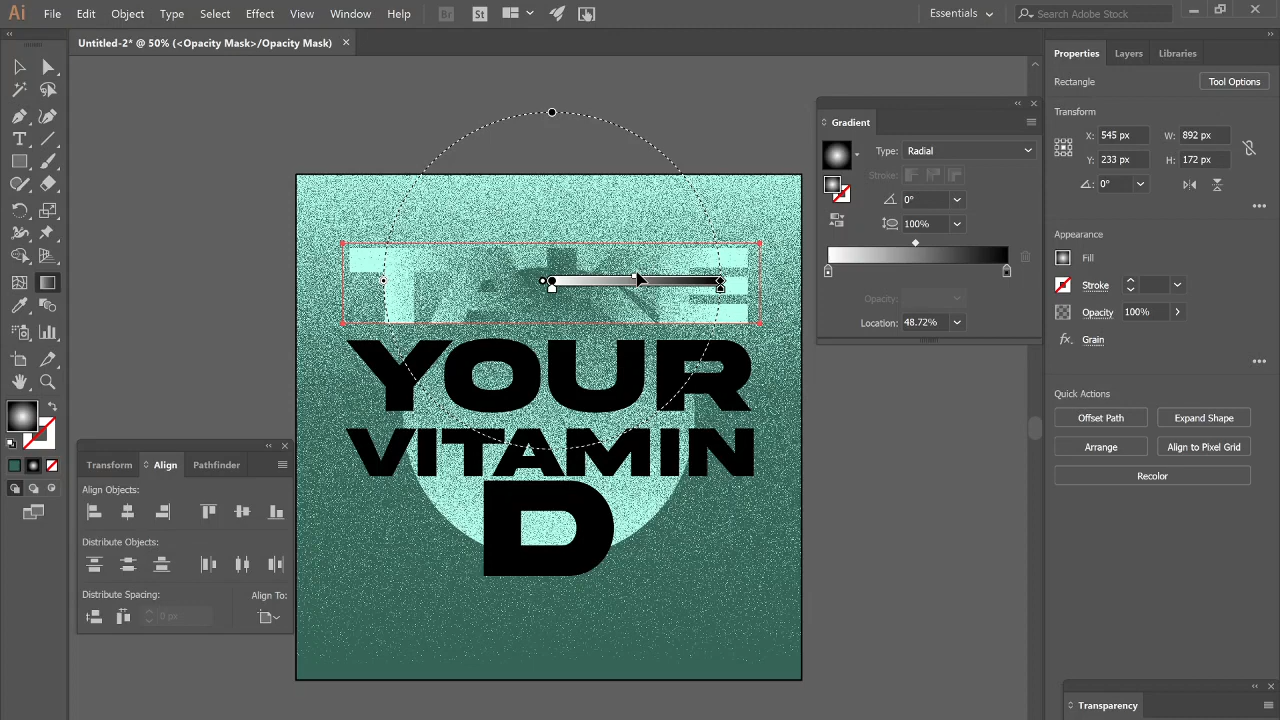 Ai File Edit Object Type Select Effect View Window Help Br St Essentials Search Adobe Stock
Untitled-2* @ 50% (<Opacity Mask>/Opacity Mask)
Properties Layers Libraries
Rectangle Tool Options
Transform
X: 545 px W: 892 px
Y: 233 px H: 172 px
0°
Appearance
Fill
Stroke
Opacity 100%
fx. Grain
Quick Actions
Offset Path Expand Shape
Arrange Align to Pixel Grid
Recolor
Gradient
Type: Radial
Stroke:
0°
100%
Opacity:
Location: 48.72%
TAKE
YOUR
VITAMIN
D
Transform Align Pathfinder
Align Objects:
Distribute Objects:
Distribute Spacing: Align To:
0 px
Transparency